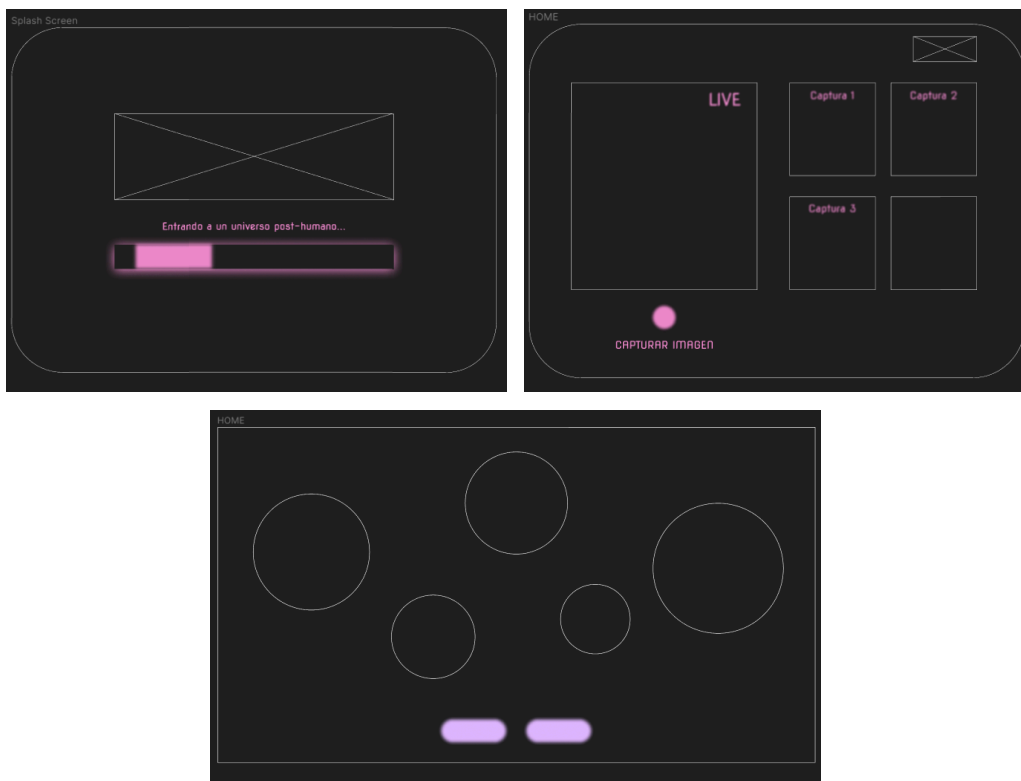 Splash Screen
Entrando a un universo post-humano...
HOME
LIVE
Captura 1
Captura 2
Captura 3
CAPTURAR IMAGEN
HOME